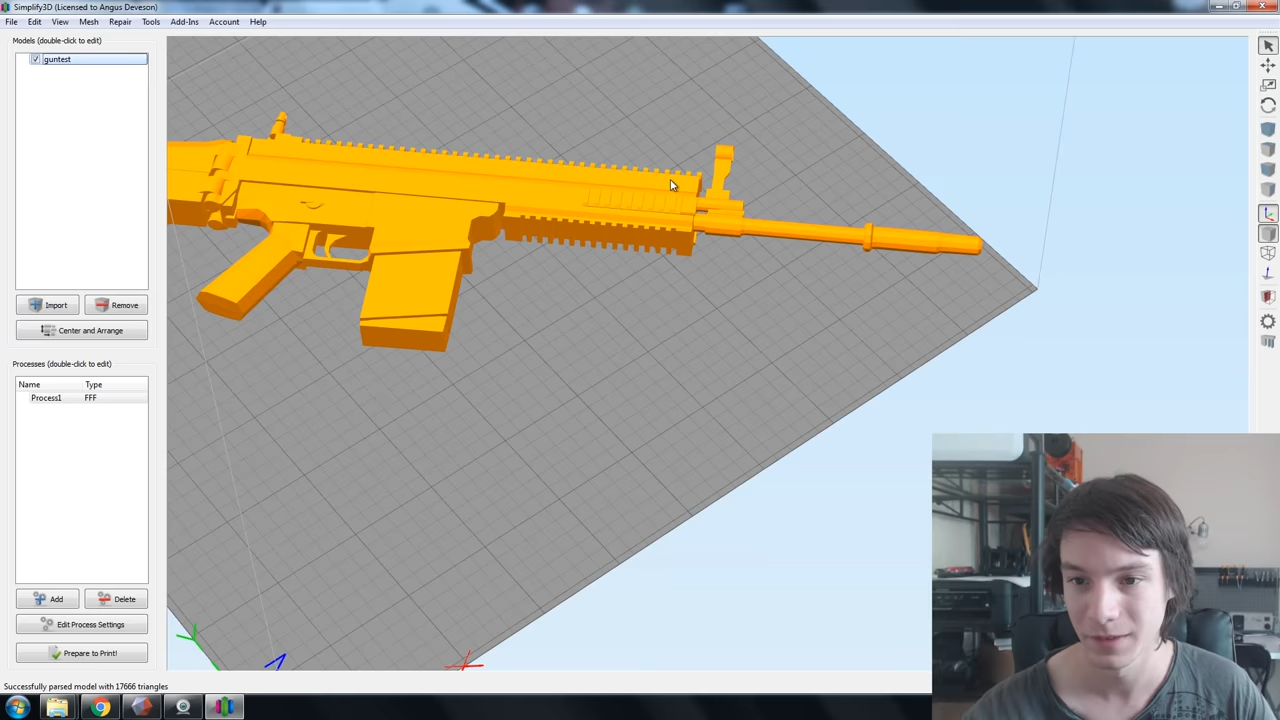 Simplify3D (Licensed to Angus Deveson)
File Edit View Mesh Repair Tools Add-Ins Account Help
Models (double-click to edit)
guntest
Import Remove
Center and Arrange
Processes (double-click to edit)
Name Type
Process1 FFF
Add Delete
Edit Process Settings
Prepare to Print!
Successfully parsed model with 17666 triangles